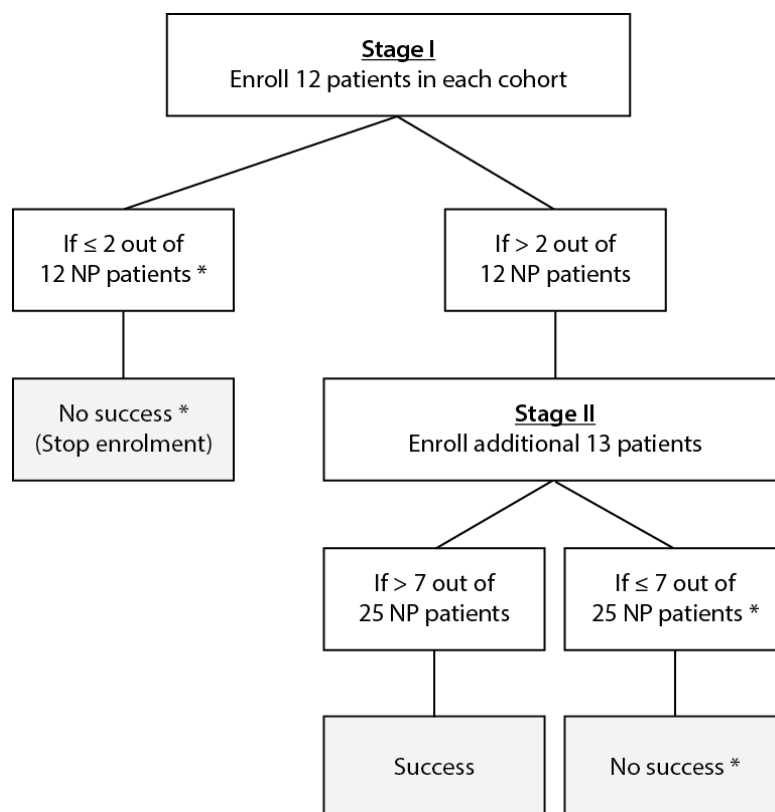 Stage I
Enroll 12 patients in each cohort
If ≤ 2 out of
12 NP patients *
If > 2 out of
12 NP patients
No success *
(Stop enrolment)
Stage II
Enroll additional 13 patients
If > 7 out of
25 NP patients
If ≤ 7 out of
25 NP patients *
Success
No success *